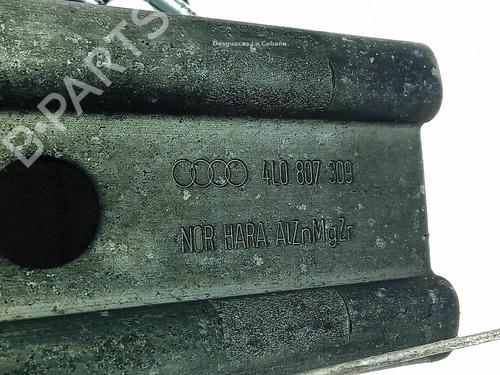 Desguaces La Cabaña
B-PARTS
4L0 807 309
NOR HARA AlZnMgZr